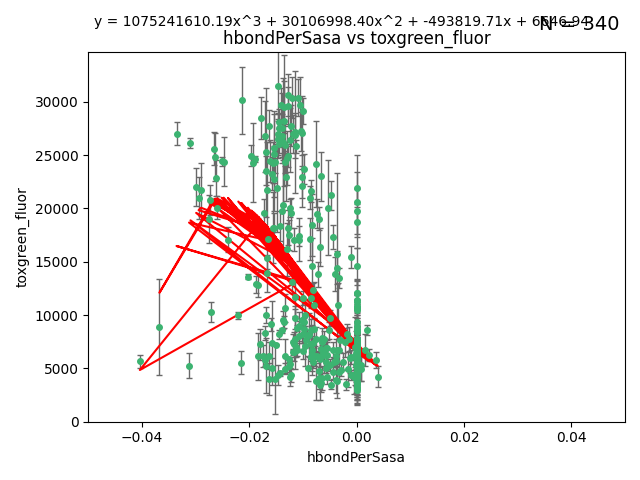 y = 1075241610.19x^3 + 30106998.40x^2 + -493819.71x + 6646.94
N = 340
hbondPerSasa vs toxgreen_fluor
toxgreen_fluor
30000
25000
20000
15000
10000
5000
0
−0.04 −0.02 0.00 0.02 0.04
hbondPerSasa